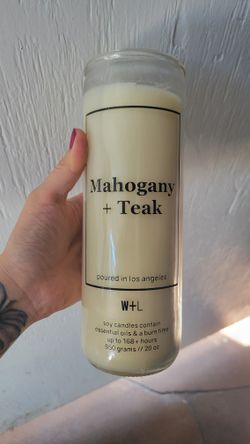 Mahogany
+ Teak
poured in los angeles
W+L
soy candles contain
essential oils & a burn time
up to 168+ hours
550 grams // 20 oz